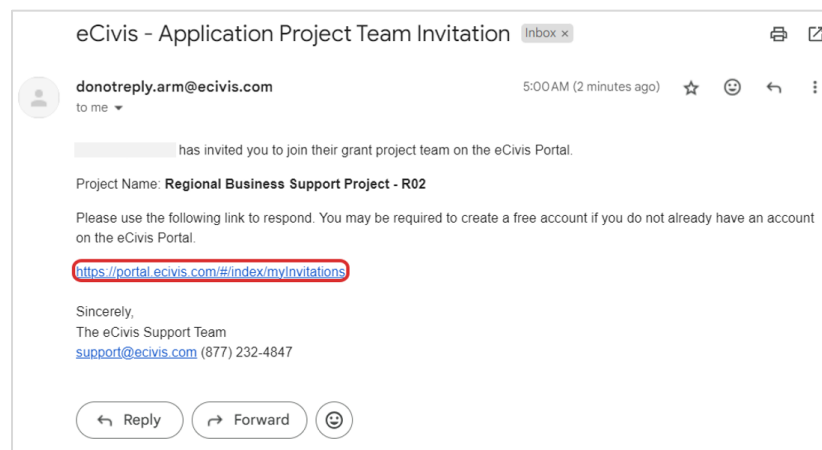 eCivis - Application Project Team Invitation Inbox ×
donotreply.arm@ecivis.com 5:00 AM (2 minutes ago)
to me
has invited you to join their grant project team on the eCivis Portal.
Project Name: Regional Business Support Project - R02
Please use the following link to respond. You may be required to create a free account if you do not already have an account
on the eCivis Portal.
https://portal.ecivis.com/#/index/myInvitations
Sincerely,
The eCivis Support Team
support@ecivis.com (877) 232-4847
Reply Forward